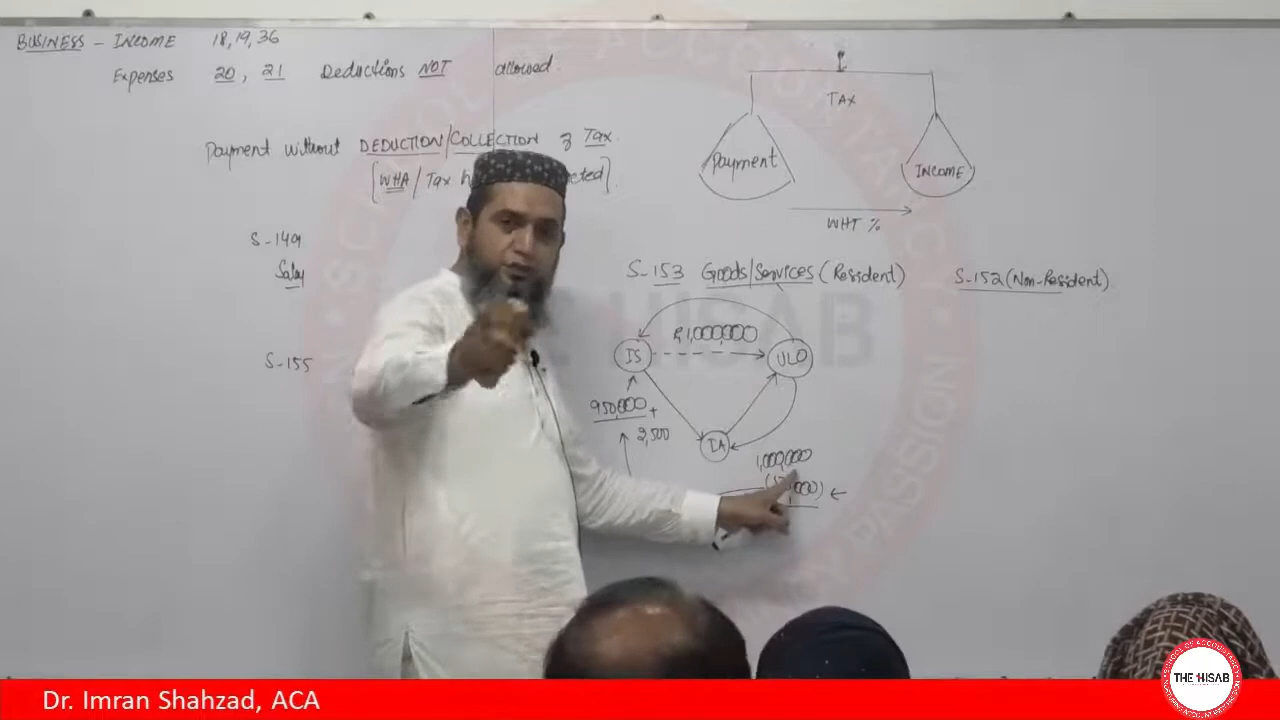 BUSINESS - INCOME 18,19,36
Expenses 20, 21 Deductions NOT allowed.
Payment without DEDUCTION/COLLECTION of Tax.
[WHA/Tax
S-149
Salary
S-155
TAX
Payment
INCOME
WHT %
S-153 Goods/Services (Resident)
S-152 (Non-Resident)
IS
1,000,000
ULO
950,000 +
2,500
IA
1,000,000
Dr. Imran Shahzad, ACA
THE HISAB